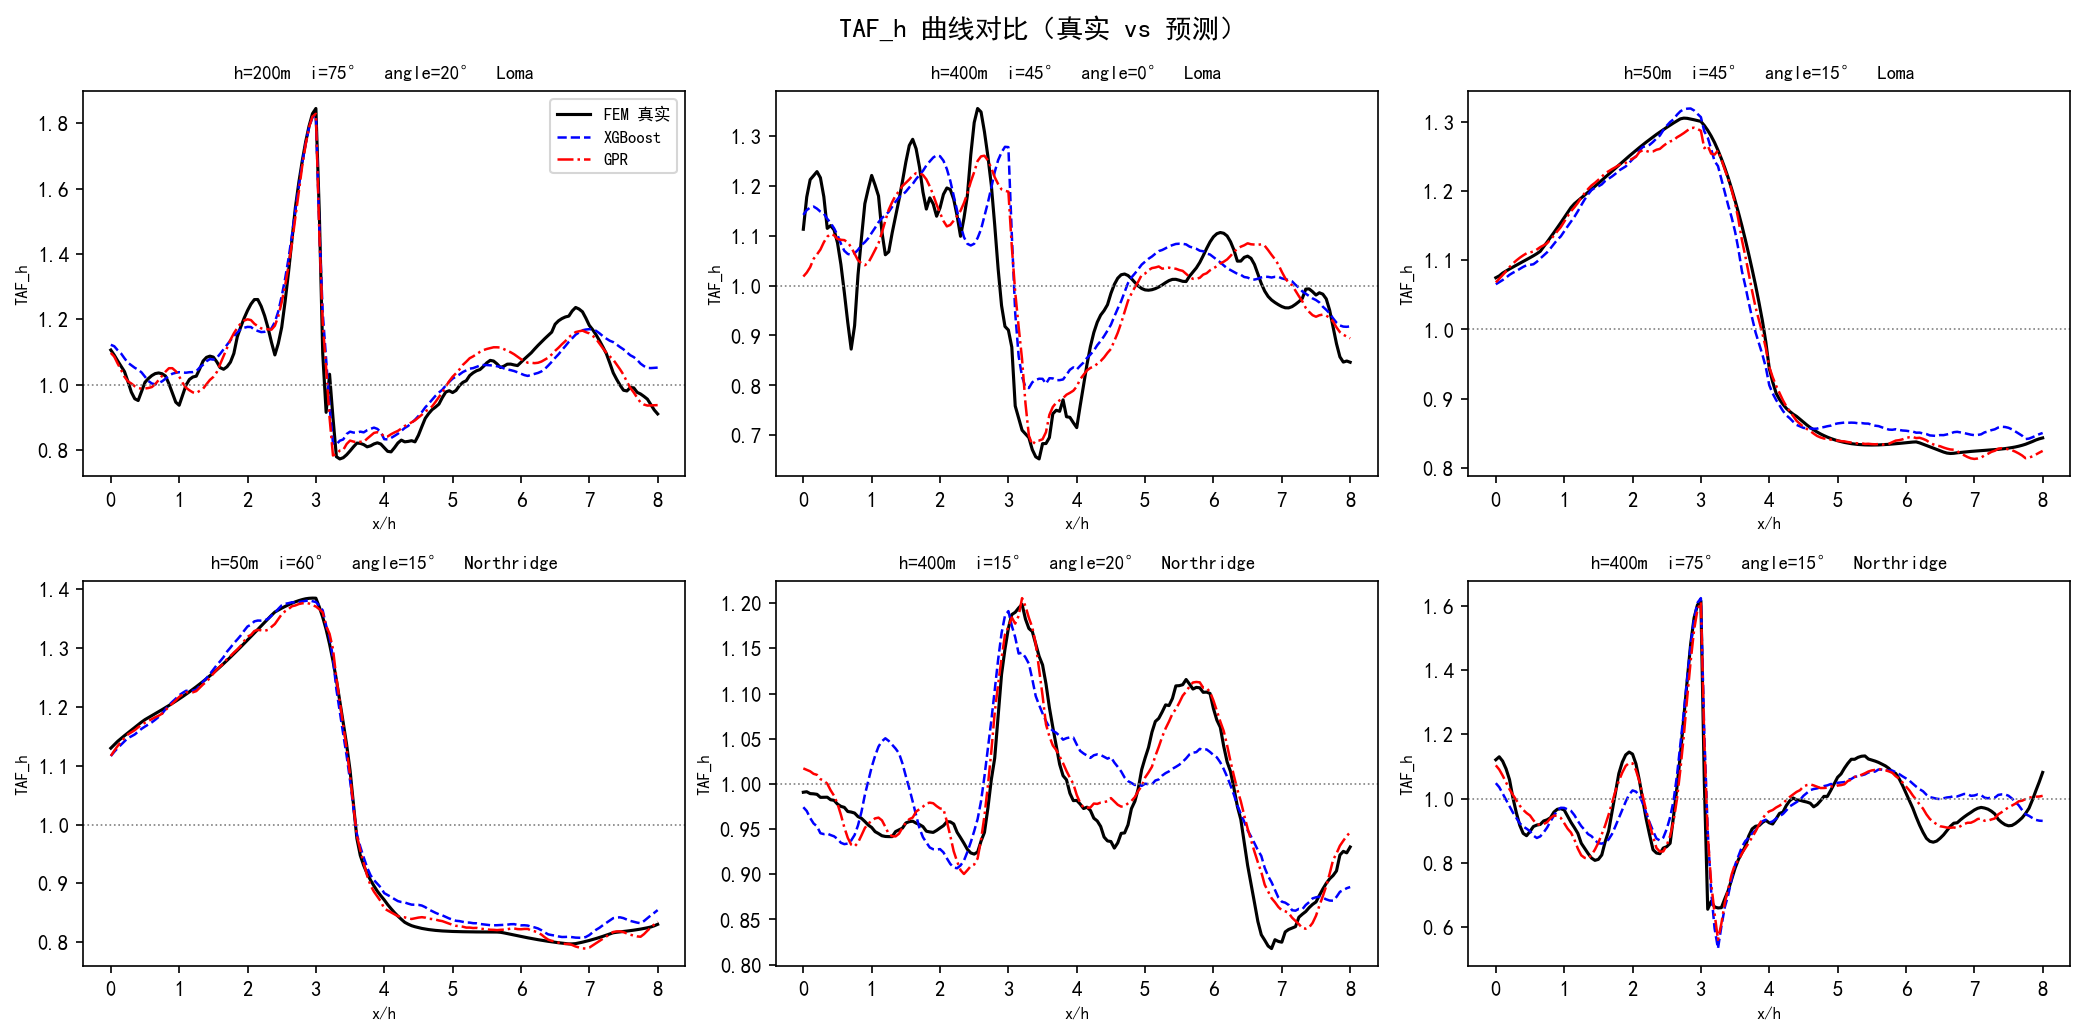 TAF_h 曲线对比（真实 vs 预测）
h=200m i=75° angle=20° Loma
TAF_h
1.8
1.6
1.4
1.2
1.0
0.8
FEM 真实
XGBoost
GPR
0 1 2 3 4 5 6 7 8
x/h
h=400m i=45° angle=0° Loma
TAF_h
1.3
1.2
1.1
1.0
0.9
0.8
0.7
0 1 2 3 4 5 6 7 8
x/h
h=50m i=45° angle=15° Loma
TAF_h
1.3
1.2
1.1
1.0
0.9
0.8
0 1 2 3 4 5 6 7 8
x/h
h=50m i=60° angle=15° Northridge
TAF_h
1.4
1.3
1.2
1.1
1.0
0.9
0.8
0 1 2 3 4 5 6 7 8
x/h
h=400m i=15° angle=20° Northridge
TAF_h
1.20
1.15
1.10
1.05
1.00
0.95
0.90
0.85
0.80
0 1 2 3 4 5 6 7 8
x/h
h=400m i=75° angle=15° Northridge
TAF_h
1.6
1.4
1.2
1.0
0.8
0.6
0 1 2 3 4 5 6 7 8
x/h